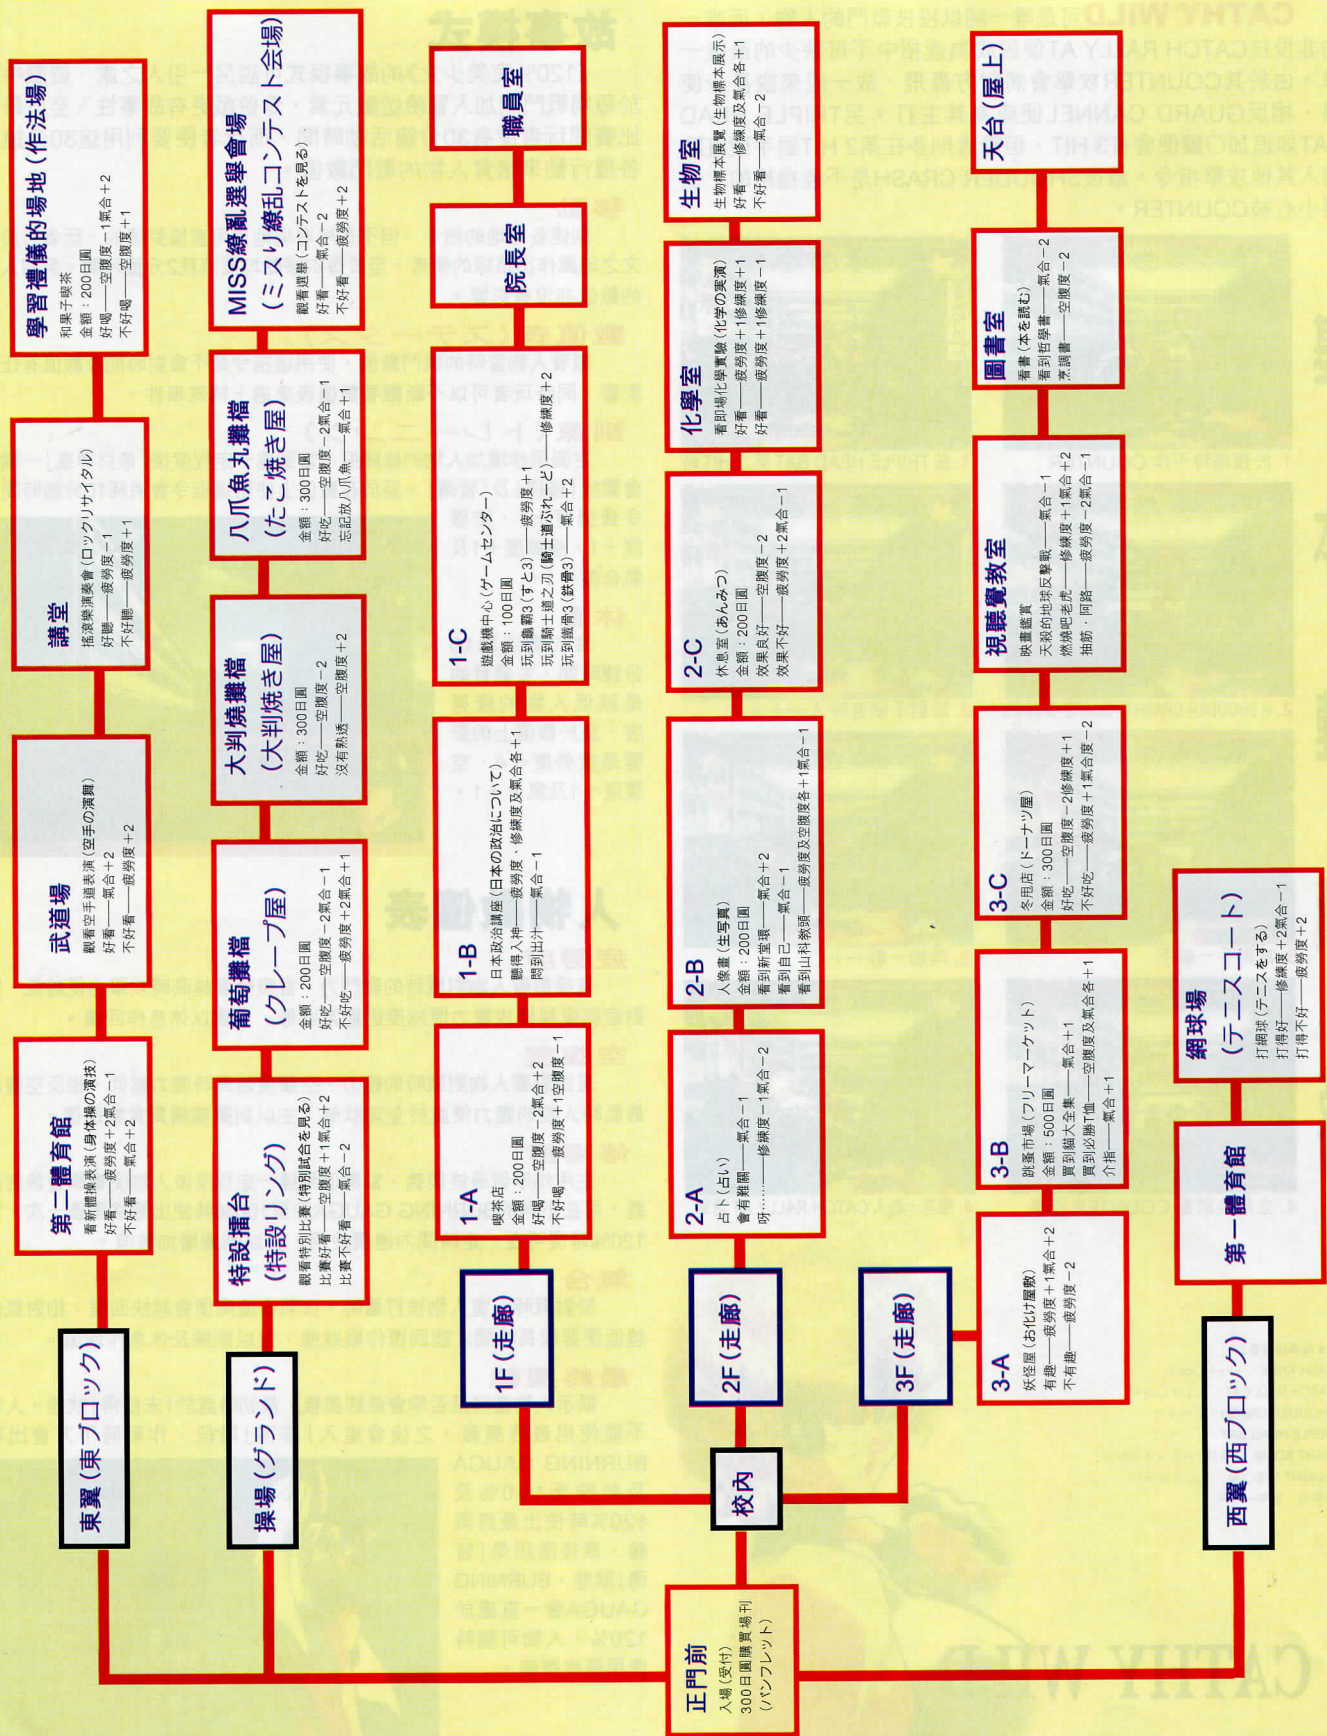 正門前
入場(受付)
300日圓購買場刊
(パンフレット)
東翼(東ブロック)
第二體育館
看新體操表演(身体操の演技)
好看——疲勞度+2氣合-1
不好看——氣合+2
武道場
觀看空手道表演(空手の演舞)
好看——氣合+2
不好看——疲勞度+2
講堂
搖滾樂演奏會(ロックリサイタル)
好聽——疲勞度-1
不好聽——疲勞度+1
學習禮儀的場地(作法場)
和果子喫茶
金額:200日圓
好喝——空腹度-1氣合+2
不好喝——空腹度+1
操場(グランド)
特設擂台
(特設リング)
觀看特別比賽(特別試合を見る)
比賽好看——空腹度+1氣合+2
比賽不好看——氣合-2
葡萄攤檔
(クレープ屋)
金額:200日圓
好吃——空腹度-2氣合-1
不好吃——疲勞度+2氣合+1
大判燒攤檔
(大判焼き屋)
金額:300日圓
好吃——空腹度-2
沒有熟透——空腹度+2
八爪魚丸攤檔
(たこ焼き屋)
金額:300日圓
好吃——空腹度-2氣合-1
忘記放八爪魚——氣合+1
MISS繚亂選舉會場
(ミスり繚乱コンテスト会場)
觀看選舉(コンテストを見る)
好看——氣合-2
不好看——疲勞度+2
校內
1F(走廊)
1-A
喫茶店
金額:200日圓
好喝——空腹度-2氣合+2
不好喝——疲勞度+1空腹度-1
1-B
日本政治講座(日本の政治について)
聽得入神——疲勞度、修練度及氣合各+1
悶到出汁——氣合-1
1-C
遊戲機中心(ゲームセンター)
金額:100日圓
玩到龜霸3(すと3)——疲勞度+1
玩到騎士道之刃(騎士道ぶれーど)——修練度+2
玩到鐵骨3(鉄骨3)——氣合+2
院長室
職員室
2F(走廊)
2-A
占卜(占い)
會有難關——氣合-1
呀……——修練度-1氣合-2
2-B
人像畫(生写真)
金額:200日圓
看到新堂環——氣合+2
看到自己——氣合-1
看到山科教頭——疲勞度及空腹度各+1氣合-1
2-C
休息室(あんみつ)
金額:200日圓
效果良好——空腹度-2
效果不好——疲勞度+2氣合-1
化學室
看即場化學實驗(化学の実演)
好看——疲勞度+1修練度+1
好看——疲勞度+1修練度-1
生物室
生物標本展覽(生物標本展示)
好看——修練度及氣合各+1
不好看——氣合-2
3F(走廊)
3-A
妖怪屋(お化け屋敷)
有趣——疲勞度+1氣合+2
不有趣——疲勞度-2
3-B
跳蚤市場(フリーマーケット)
金額:500日圓
買到貓大全集——氣合+1
買到必勝T恤——空腹度及氣合各+1
介指——氣合+1
3-C
冬甩店(ドーナツ屋)
金額:300日圓
好吃——空腹度-2修練度+1
不好吃——疲勞度+1氣合度-2
視聽覺教室
映畫鑑賞
天殺的地球反擊戰——氣合-1
燃燒吧老虎——修練度+1氣合+2
抽筋・阿路——疲勞度-2氣合-1
圖書室
看書(本を読む)
看到哲學書——氣合-2
烹調書——空腹度-2
天台(屋上)
西翼(西ブロック)
第一體育館
網球場
(テニスコート)
打網球(テニスをする)
打得好——修練度+2氣合-1
打得不好——疲勞度+2